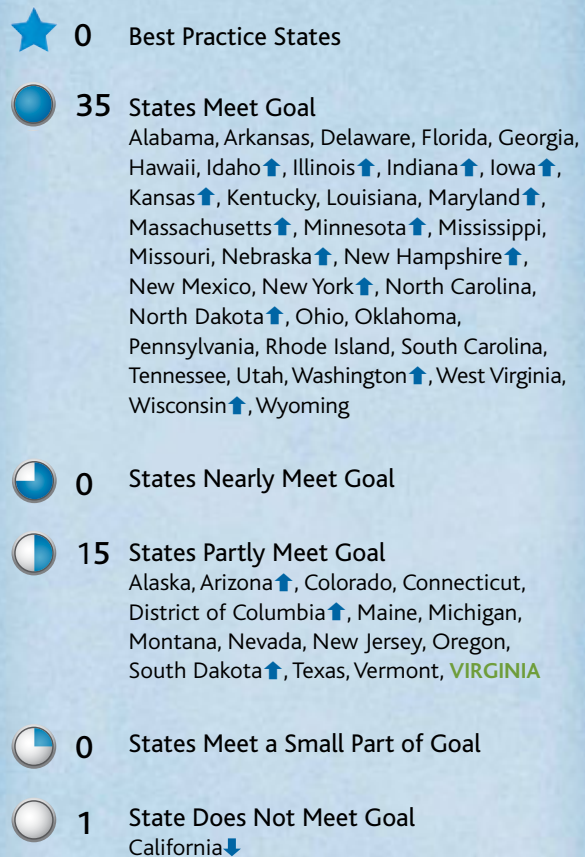 0 Best Practice States
35 States Meet Goal
Alabama, Arkansas, Delaware, Florida, Georgia,
Hawaii, Idaho⬆, Illinois⬆, Indiana⬆, Iowa⬆,
Kansas⬆, Kentucky, Louisiana, Maryland⬆,
Massachusetts⬆, Minnesota⬆, Mississippi,
Missouri, Nebraska⬆, New Hampshire⬆,
New Mexico, New York⬆, North Carolina,
North Dakota⬆, Ohio, Oklahoma,
Pennsylvania, Rhode Island, South Carolina,
Tennessee, Utah, Washington⬆, West Virginia,
Wisconsin⬆, Wyoming
0 States Nearly Meet Goal
15 States Partly Meet Goal
Alaska, Arizona⬆, Colorado, Connecticut,
District of Columbia⬆, Maine, Michigan,
Montana, Nevada, New Jersey, Oregon,
South Dakota⬆, Texas, Vermont, VIRGINIA
0 States Meet a Small Part of Goal
1 State Does Not Meet Goal
California⬇